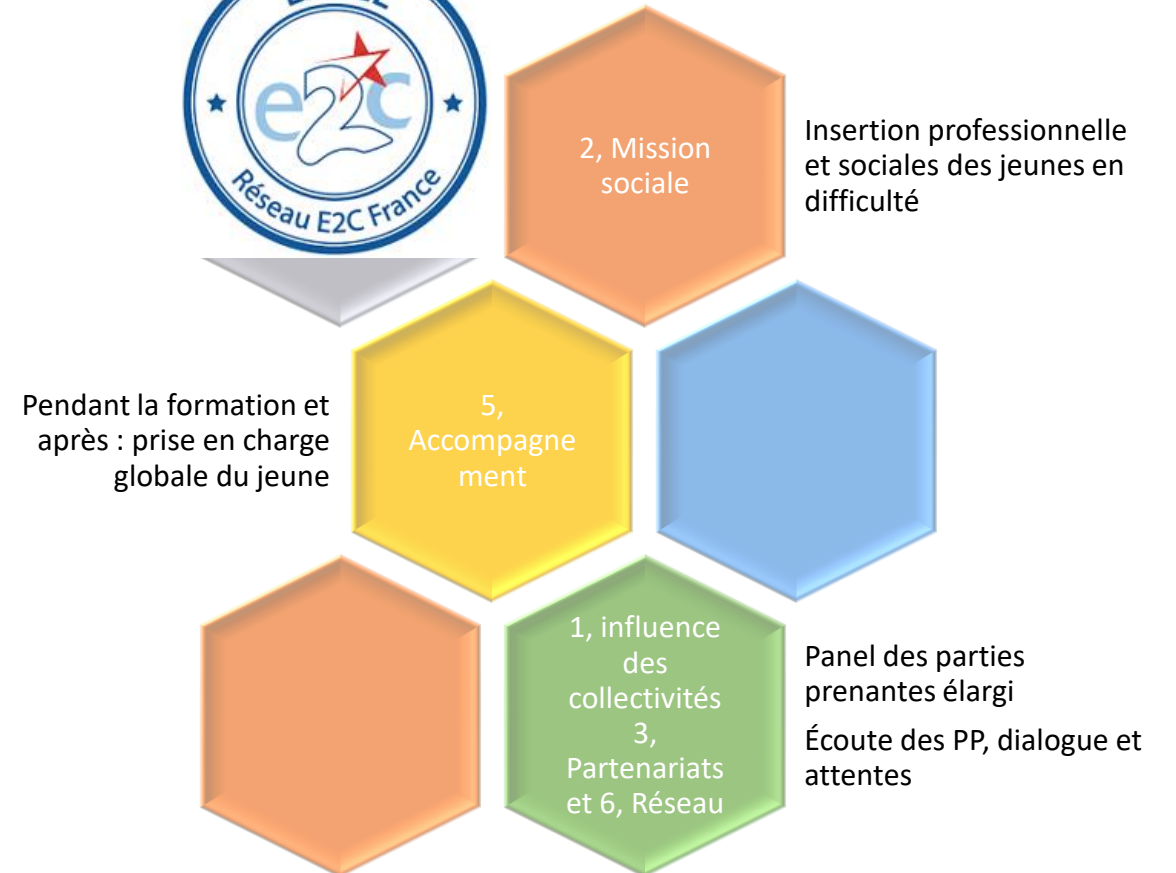 e2c
Réseau E2C France
2, Mission
sociale
Insertion professionnelle
et sociales des jeunes en
difficulté
Pendant la formation et
après : prise en charge
globale du jeune
5,
Accompagne
ment
1, influence
des
collectivités
3,
Partenariats
et 6, Réseau
Panel des parties
prenantes élargi
Écoute des PP, dialogue et
attentes